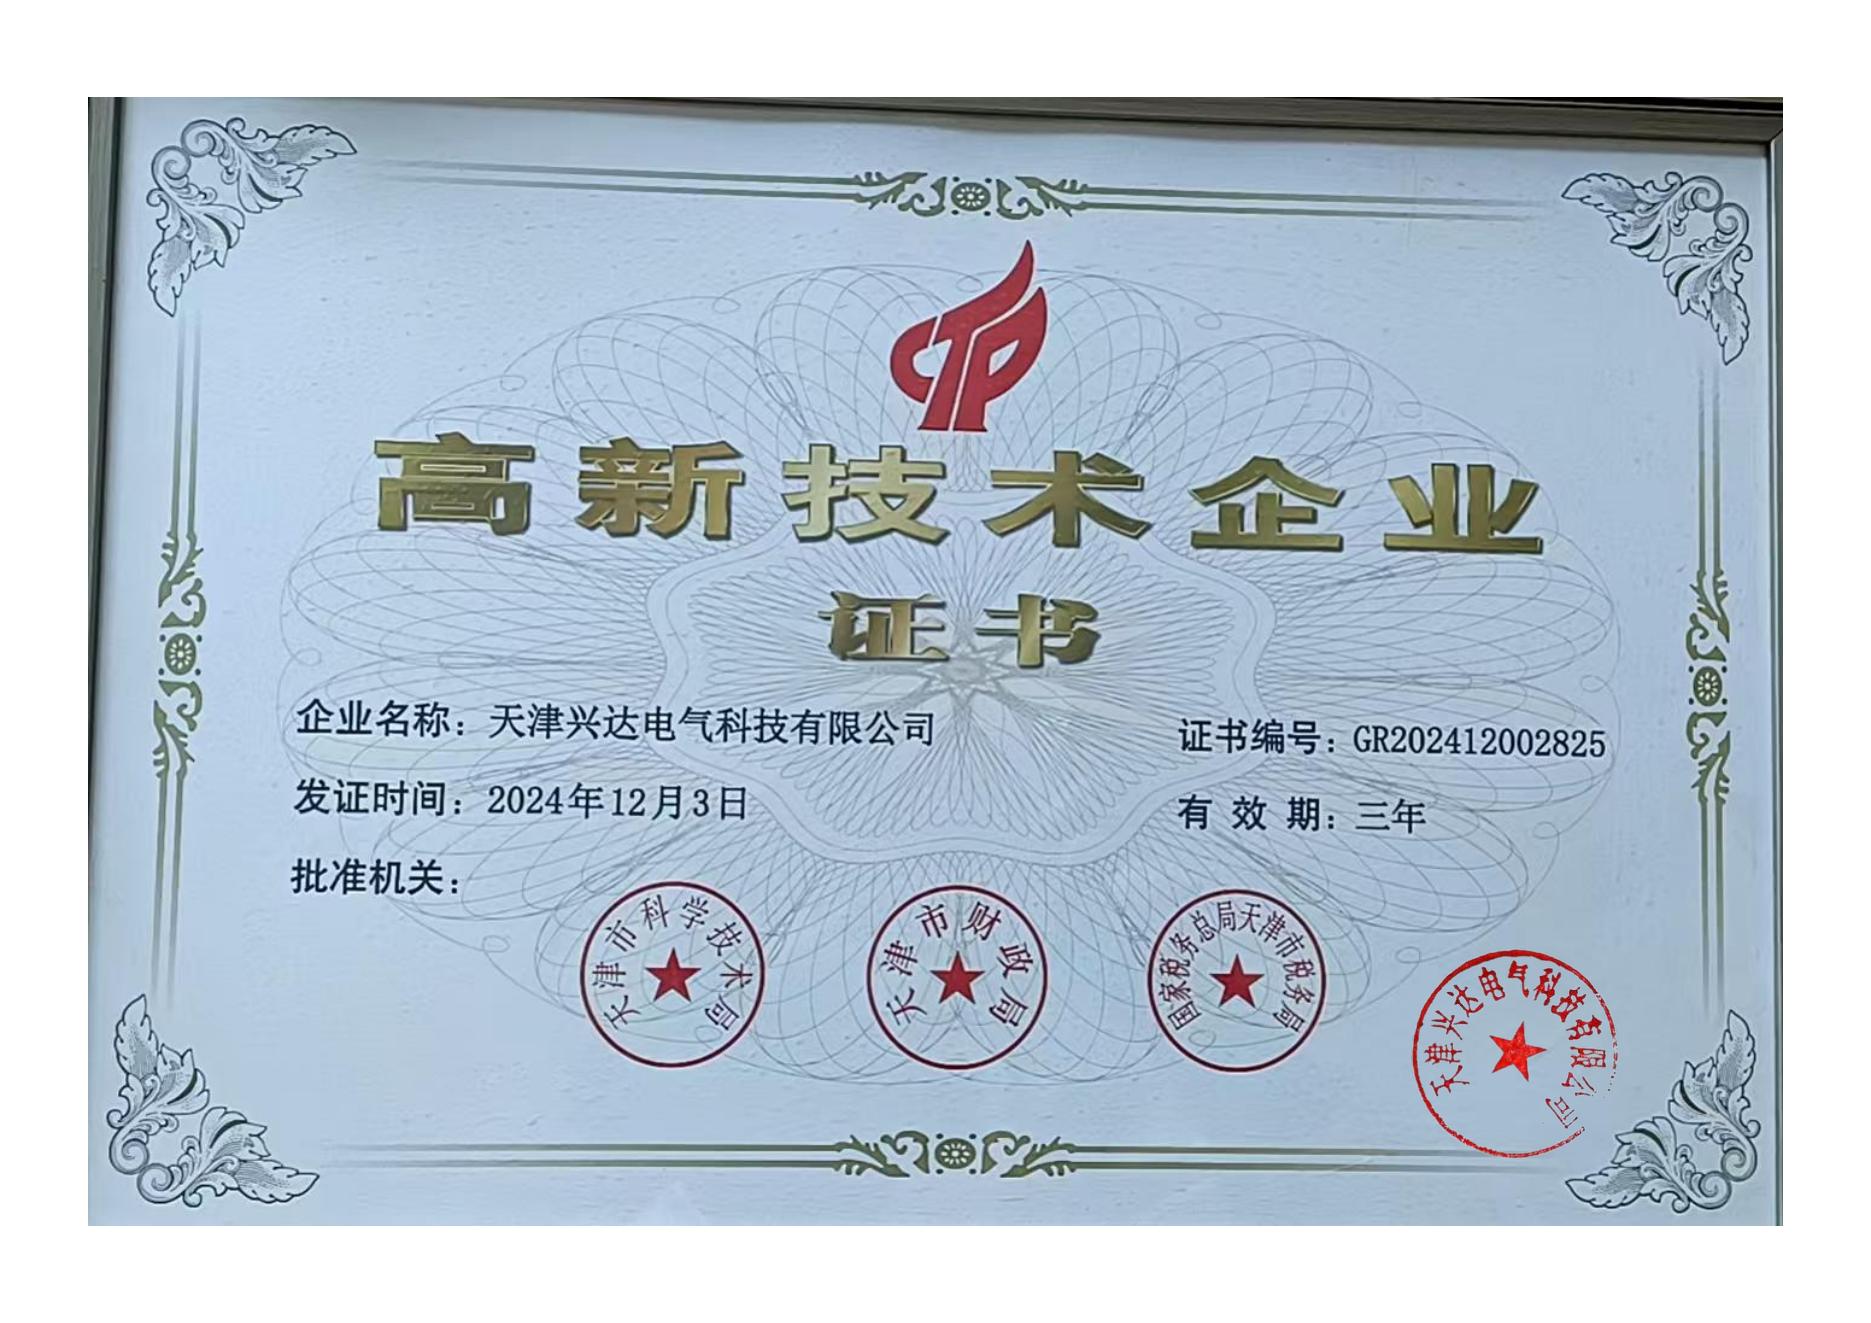 高新技术企业
证书
企业名称：天津兴达电气科技有限公司
证书编号：GR202412002825
发证时间：2024年12月3日
有效期：三年
批准机关：
天津市科学技术局
天津市财政局
国家税务总局天津市税务局
天津兴达电气科技有限公司